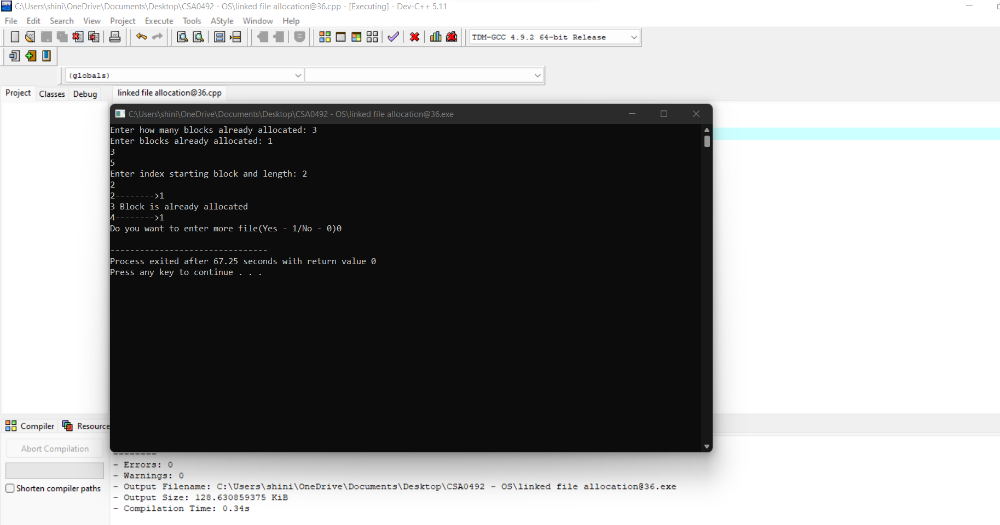 C:\Users\shini\OneDrive\Documents\Desktop\CSA0492 - OS\linked file allocation@36.cpp - [Executing] - Dev-C++ 5.11
File Edit Search View Project Execute Tools AStyle Window Help
TDM-GCC 4.9.2 64-bit Release
(globals)
Project Classes Debug linked file allocation@36.cpp
C:\Users\shini\OneDrive\Documents\Desktop\CSA0492 - OS\linked file allocation@36.exe
Enter how many blocks already allocated: 3
Enter blocks already allocated: 1
3
5
Enter index starting block and length: 2
2
2-------->1
3 Block is already allocated
4-------->1
Do you want to enter more file(Yes - 1/No - 0)0
--------------------------------
Process exited after 67.25 seconds with return value 0
Press any key to continue . . .
Compiler Resource
Abort Compilation
Shorten compiler paths
--------
- Errors: 0
- Warnings: 0
- Output Filename: C:\Users\shini\OneDrive\Documents\Desktop\CSA0492 - OS\linked file allocation@36.exe
- Output Size: 128.630859375 KiB
- Compilation Time: 0.34s